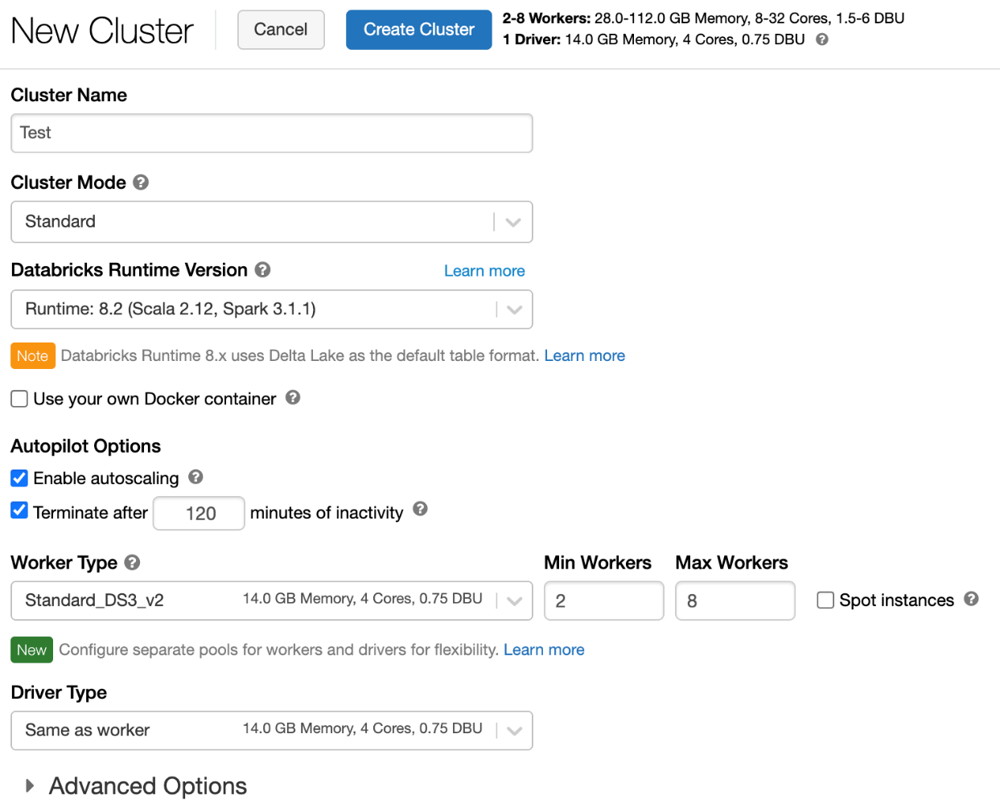 New Cluster
Cancel
Create Cluster
2-8 Workers: 28.0-112.0 GB Memory, 8-32 Cores, 1.5-6 DBU
1 Driver: 14.0 GB Memory, 4 Cores, 0.75 DBU ?
Cluster Name
Test
Cluster Mode ?
Standard
Databricks Runtime Version ? Learn more
Runtime: 8.2 (Scala 2.12, Spark 3.1.1)
Note Databricks Runtime 8.x uses Delta Lake as the default table format. Learn more
Use your own Docker container ?
Autopilot Options
Enable autoscaling ?
Terminate after 120 minutes of inactivity ?
Worker Type ? Min Workers Max Workers
Standard_DS3_v2 14.0 GB Memory, 4 Cores, 0.75 DBU 2 8 Spot instances ?
New Configure separate pools for workers and drivers for flexibility. Learn more
Driver Type
Same as worker 14.0 GB Memory, 4 Cores, 0.75 DBU
Advanced Options